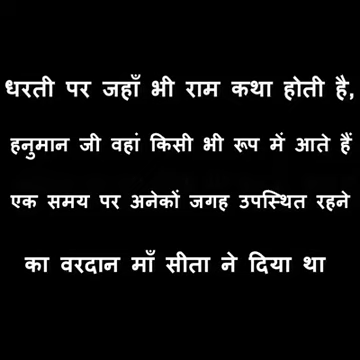 धरती पर जहाँ भी राम कथा होती है,
हनुमान जी वहां किसी भी रूप में आते हैं
एक समय पर अनेकों जगह उपस्थित रहने
का वरदान माँ सीता ने दिया था